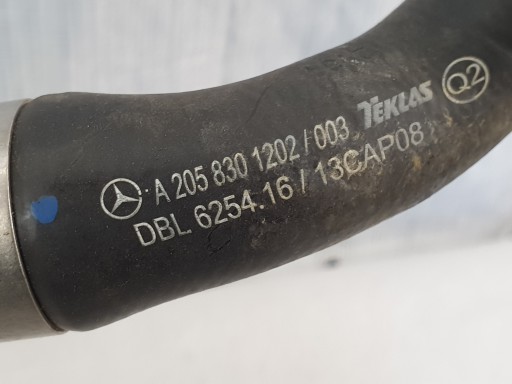 A 205 830 1202 / 003 TEKLAS Q2
DBL 6254.16 / 13CAP08